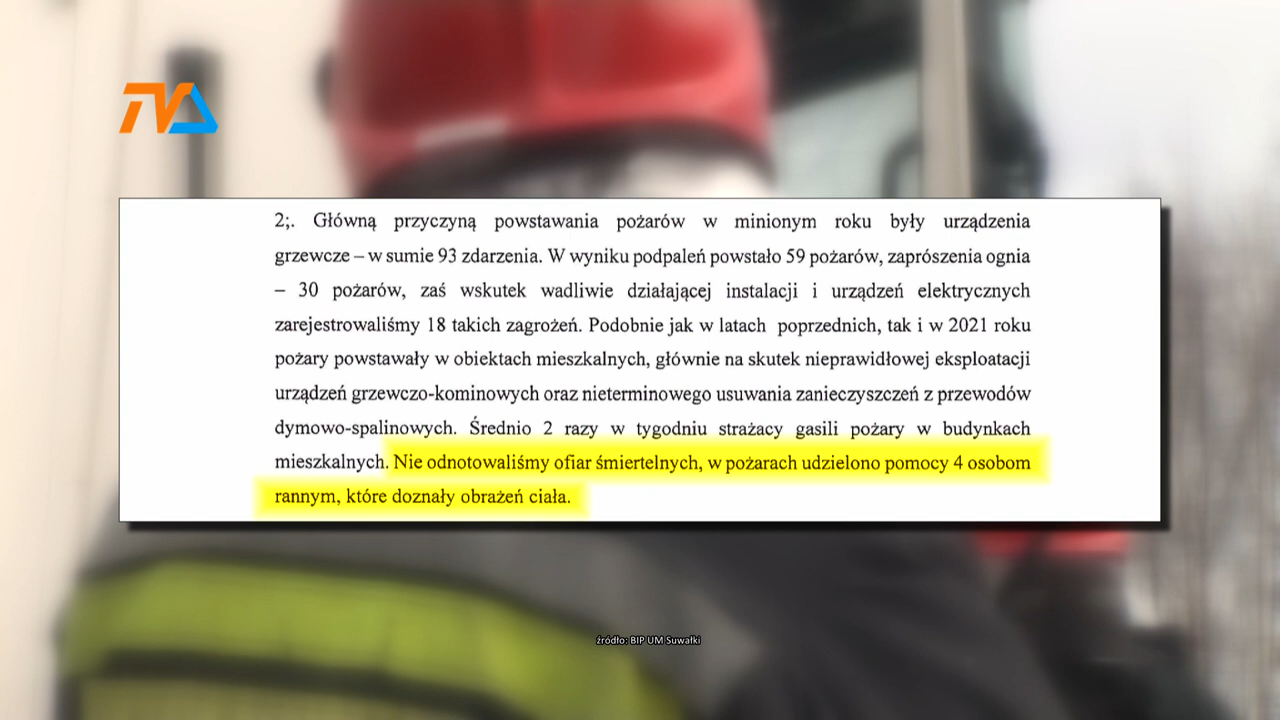 TVA
2;. Główną przyczyną powstawania pożarów w minionym roku były urządzenia
grzewcze – w sumie 93 zdarzenia. W wyniku podpaleń powstało 59 pożarów, zaprószenia ognia
– 30 pożarów, zaś wskutek wadliwie działającej instalacji i urządzeń elektrycznych
zarejestrowaliśmy 18 takich zagrożeń. Podobnie jak w latach poprzednich, tak i w 2021 roku
pożary powstawały w obiektach mieszkalnych, głównie na skutek nieprawidłowej eksploatacji
urządzeń grzewczo-kominowych oraz nieterminowego usuwania zanieczyszczeń z przewodów
dymowo-spalinowych. Średnio 2 razy w tygodniu strażacy gasili pożary w budynkach
mieszkalnych. Nie odnotowaliśmy ofiar śmiertelnych, w pożarach udzielono pomocy 4 osobom
rannym, które doznały obrażeń ciała.
źródło: BIP UM Suwałki